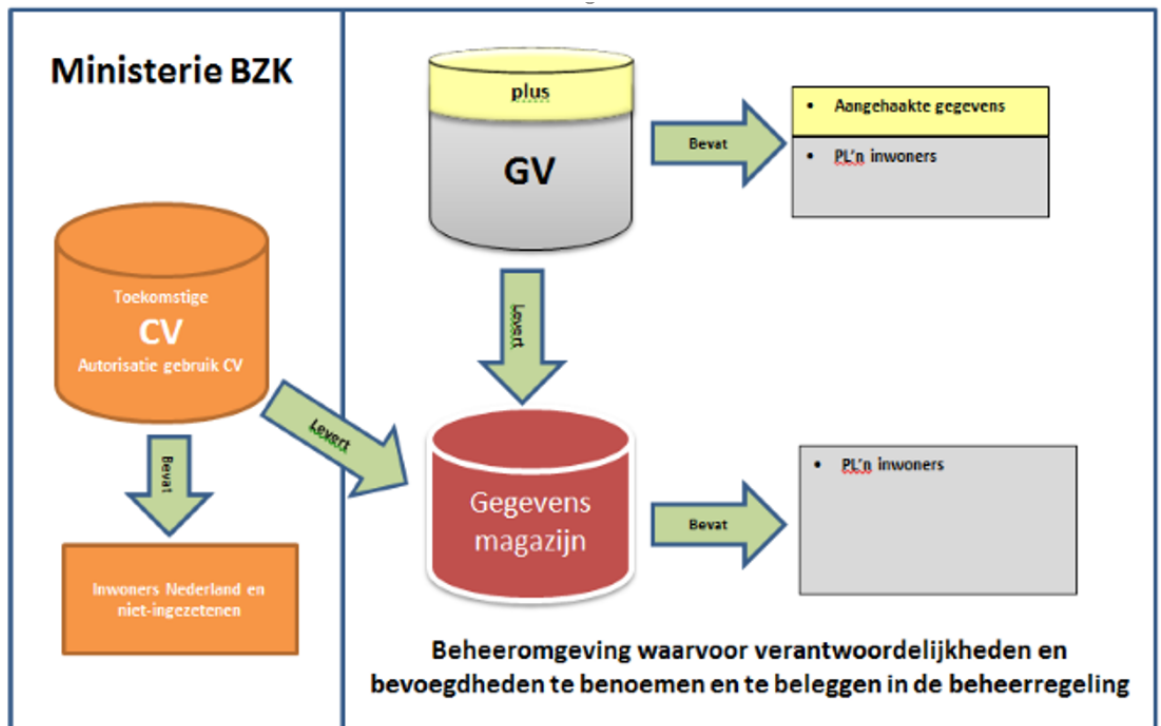 Ministerie BZK
Toekomstige
CV
Autorisatie gebruik CV
Levert
Bevat
Inwoners Nederland en
niet-ingezetenen
plus
GV
Bevat
• Aangehaakte gegevens
• PL'n inwoners
Levert
Gegevens
magazijn
Bevat
• PL'n inwoners
Beheeromgeving waarvoor verantwoordelijkheden en
bevoegdheden te benoemen en te beleggen in de beheerregeling